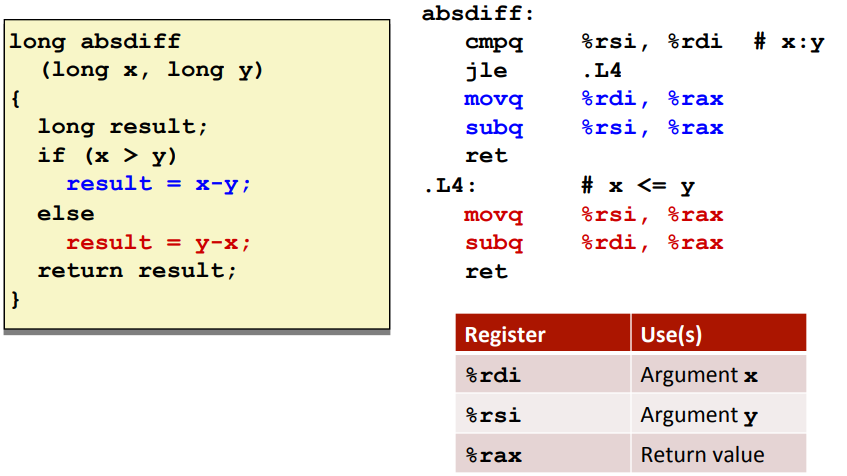 long absdiff
(long x, long y)
{
long result;
if (x > y)
result = x-y;
else
result = y-x;
return result;
}
absdiff:
cmpq %rsi, %rdi # x:y
jle .L4
movq %rdi, %rax
subq %rsi, %rax
ret
.L4: # x <= y
movq %rsi, %rax
subq %rdi, %rax
ret
Register Use(s)
%rdi Argument x
%rsi Argument y
%rax Return value